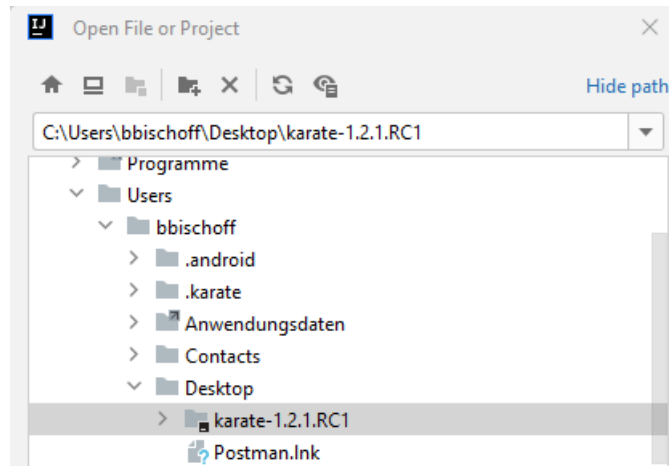 IJ Open File or Project
Hide path
C:\Users\bbischoff\Desktop\karate-1.2.1.RC1
Programme
Users
bbischoff
.android
.karate
Anwendungsdaten
Contacts
Desktop
karate-1.2.1.RC1
Postman.lnk